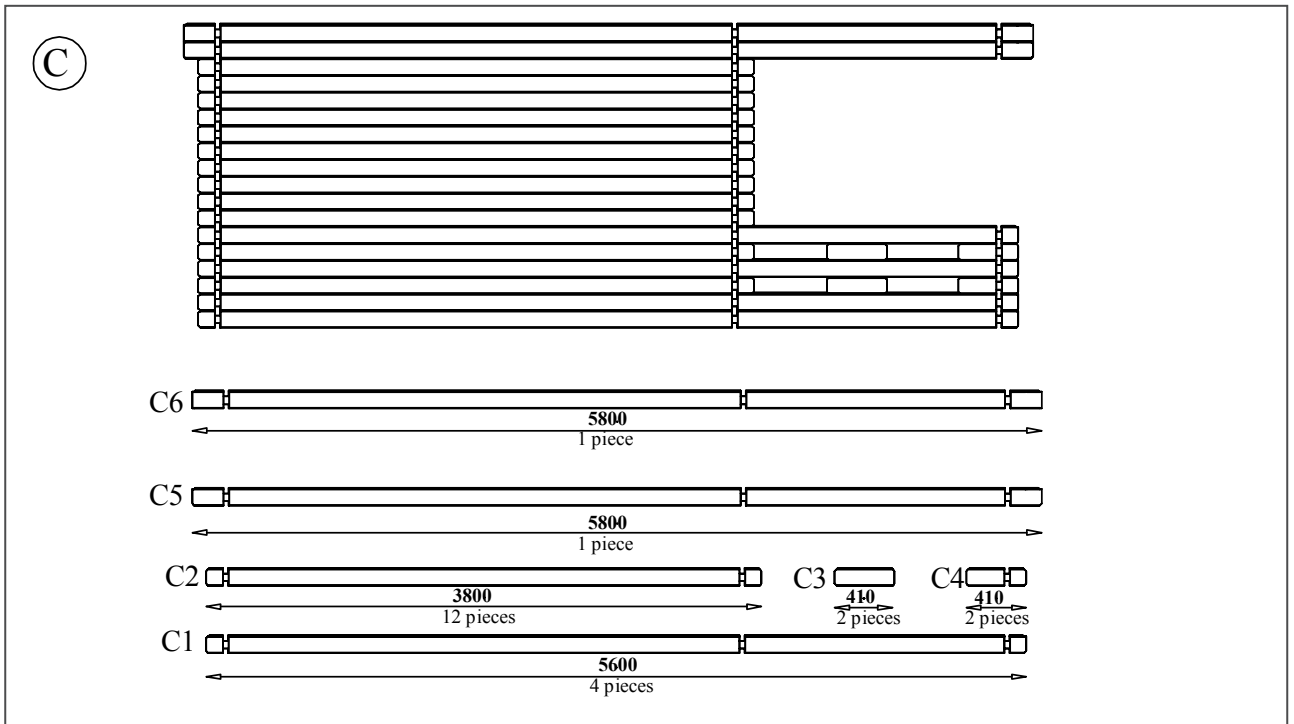 C
C6
5800
1 piece
C5
5800
1 piece
C2
3800
12 pieces
C3
410
2 pieces
C4
410
2 pieces
C1
5600
4 pieces